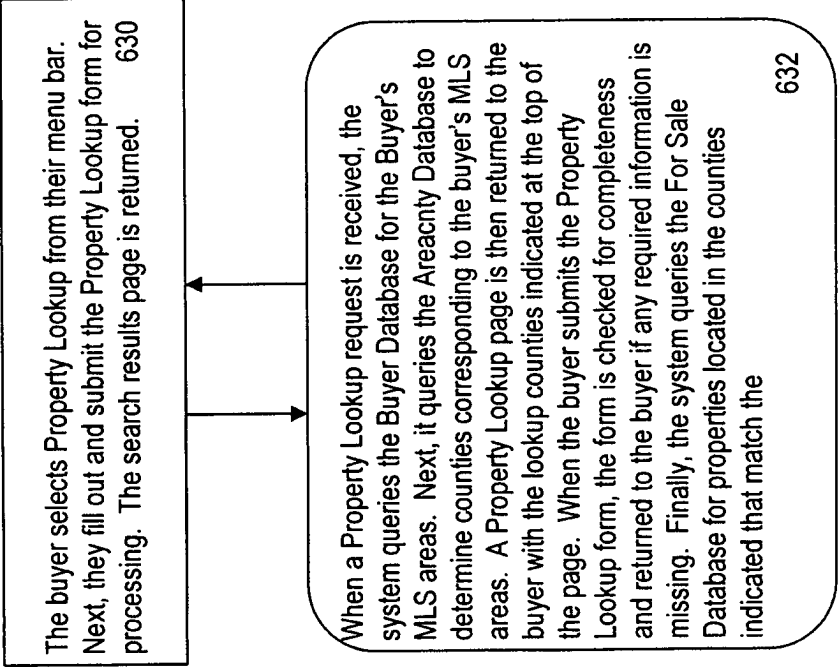 The buyer selects Property Lookup from their menu bar.
Next, they fill out and submit the Property Lookup form for
processing. The search results page is returned. 630
When a Property Lookup request is received, the
system queries the Buyer Database for the Buyer's
MLS areas. Next, it queries the Areacnty Database to
determine counties corresponding to the buyer's MLS
areas. A Property Lookup page is then returned to the
buyer with the lookup counties indicated at the top of
the page. When the buyer submits the Property
Lookup form, the form is checked for completeness
and returned to the buyer if any required information is
missing. Finally, the system queries the For Sale
Database for properties located in the counties
indicated that match the
632